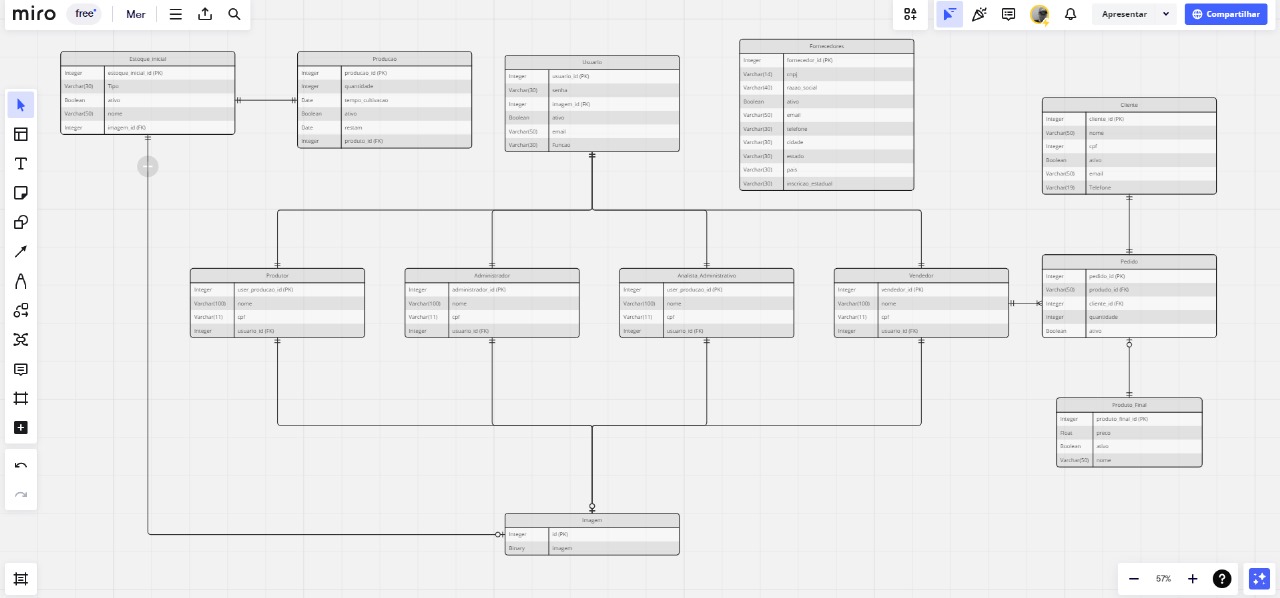 miro free Mer Apresentar Compartilhar
Estoque_inicial
Integer estoque_inicial_id (PK)
Varchar(30) Tipo
Boolean ativo
Varchar(50) nome
Integer imagem_id (FK)
Producao
Integer producao_id (PK)
Integer quantidade
Date tempo_cultivacao
Boolean ativo
Date restam
Integer produto_id (FK)
Usuario
Integer usuario_id (PK)
Varchar(30) senha
Integer imagem_id (FK)
Boolean ativo
Varchar(50) email
Varchar(30) Funcao
Fornecedores
Integer fornecedor_id (PK)
Varchar(14) cnpj
Varchar(40) razao_social
Boolean ativo
Varchar(50) email
Varchar(30) telefone
Varchar(30) cidade
Varchar(30) estado
Varchar(30) pais
Varchar(30) inscricao_estadual
Cliente
Integer cliente_id (PK)
Varchar(50) nome
Integer cpf
Boolean ativo
Varchar(50) email
Varchar(19) Telefone
Produtor
Integer user_producao_id (PK)
Varchar(100) nome
Varchar(11) cpf
Integer usuario_id (FK)
Administrador
Integer administrador_id (PK)
Varchar(100) nome
Varchar(11) cpf
Integer usuario_id (FK)
Analista_Administrativo
Integer user_producao_id (PK)
Varchar(100) nome
Varchar(11) cpf
Integer usuario_id (FK)
Vendedor
Integer vendedor_id (PK)
Varchar(100) nome
Varchar(11) cpf
Integer usuario_id (FK)
Pedido
Integer pedido_id (PK)
Varchar(50) produto_id (FK)
Integer cliente_id (FK)
Integer quantidade
Boolean ativo
Produto_Final
Integer produto_final_id (PK)
Float preco
Boolean ativo
Varchar(50) nome
Imagem
Integer id (PK)
Binary Imagem
57%